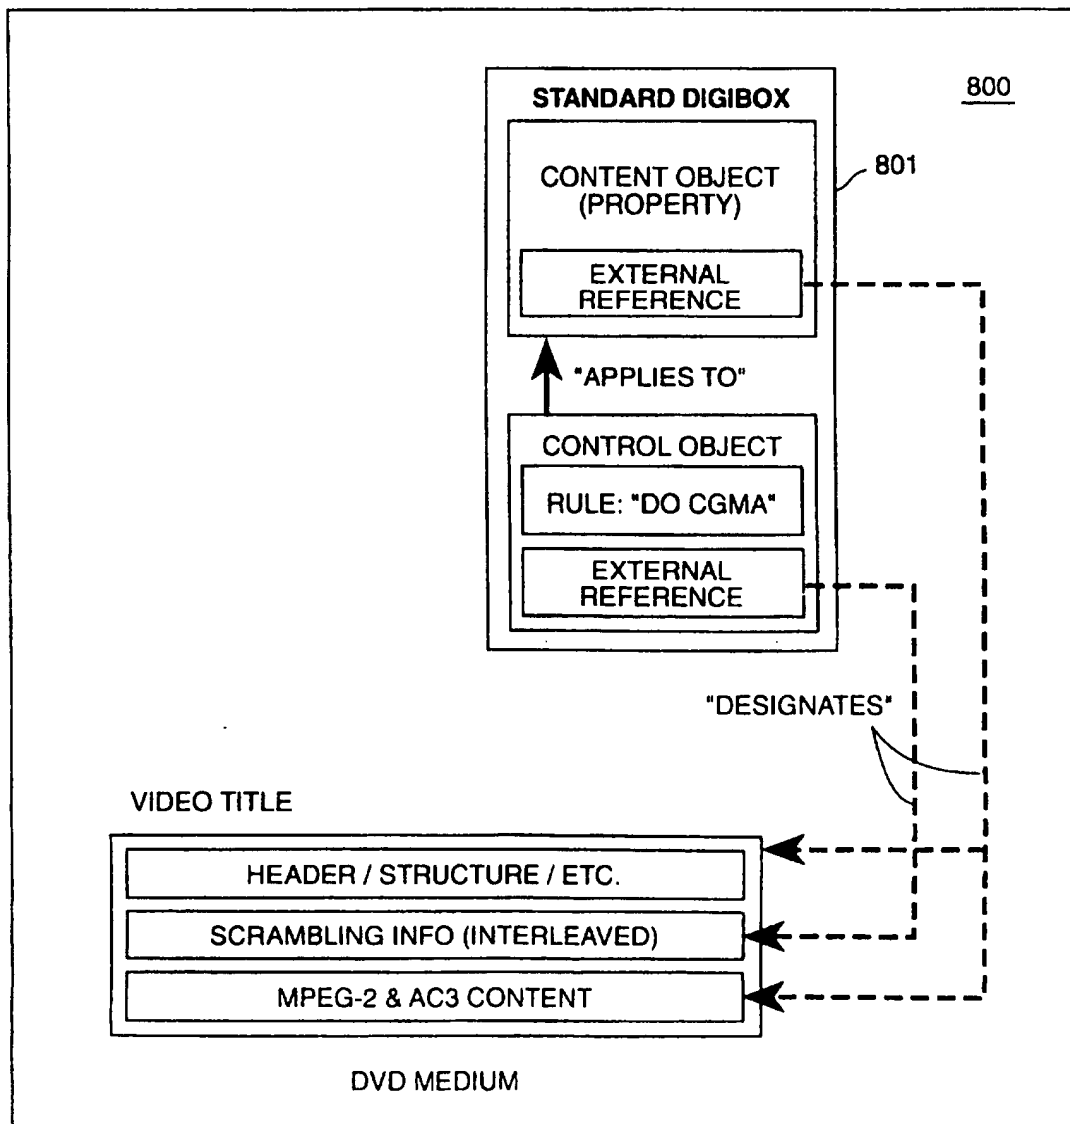 800
STANDARD DIGIBOX
801
CONTENT OBJECT
(PROPERTY)
EXTERNAL
REFERENCE
"APPLIES TO"
CONTROL OBJECT
RULE: "DO CGMA"
EXTERNAL
REFERENCE
"DESIGNATES"
VIDEO TITLE
HEADER / STRUCTURE / ETC.
SCRAMBLING INFO (INTERLEAVED)
MPEG-2 & AC3 CONTENT
DVD MEDIUM